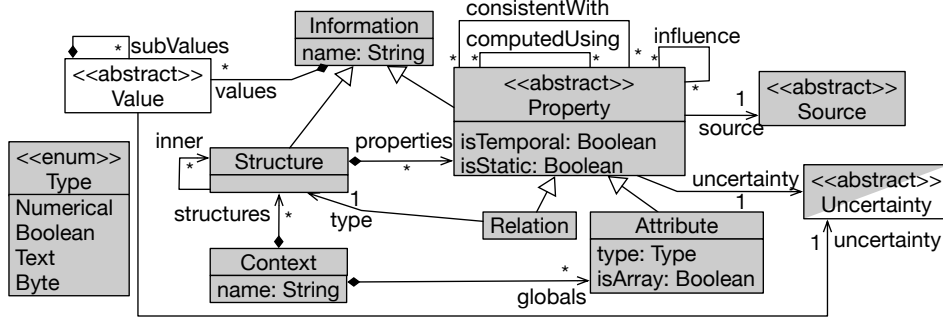 consistentWith
Information
name: String
subValues
*
<<abstract>>
Value
*
values
computedUsing
*
*
*
*
influence
*
*
<<abstract>>
Property
isTemporal: Boolean
isStatic: Boolean
1
source
<<abstract>>
Source
<<enum>>
Type
Numerical
Boolean
Text
Byte
inner
*
Structure
properties
*
structures
*
1
type
Relation
uncertainty
1
<<abstract>>
Uncertainty
Attribute
type: Type
isArray: Boolean
1 uncertainty
Context
name: String
*
globals